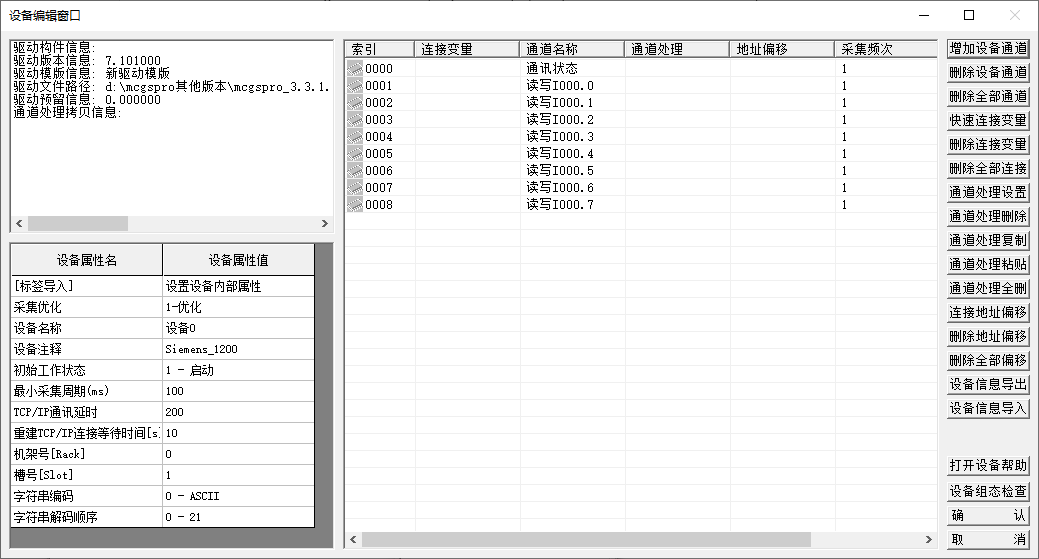 设备编辑窗口
驱动构件信息:
驱动版本信息: 7.101000
驱动模版信息: 新驱动模版
驱动文件路径: d:\mcgspro其他版本\mcgspro_3.3.1.
驱动预留信息: 0.000000
通道处理拷贝信息:
设备属性名 设备属性值
[标签导入] 设置设备内部属性
采集优化 1-优化
设备名称 设备0
设备注释 Siemens_1200
初始工作状态 1 - 启动
最小采集周期(ms) 100
TCP/IP通讯延时 200
重建TCP/IP连接等待时间[s] 10
机架号[Rack] 0
槽号[Slot] 1
字符串编码 0 - ASCII
字符串解码顺序 0 - 21
索引 连接变量 通道名称 通道处理 地址偏移 采集频次
0000 通讯状态 1
0001 读写I000.0 1
0002 读写I000.1 1
0003 读写I000.2 1
0004 读写I000.3 1
0005 读写I000.4 1
0006 读写I000.5 1
0007 读写I000.6 1
0008 读写I000.7 1
增加设备通道
删除设备通道
删除全部通道
快速连接变量
删除连接变量
删除全部连接
通道处理设置
通道处理删除
通道处理复制
通道处理粘贴
通道处理全删
连接地址偏移
删除地址偏移
删除全部偏移
设备信息导出
设备信息导入
打开设备帮助
设备组态检查
确 认
取 消